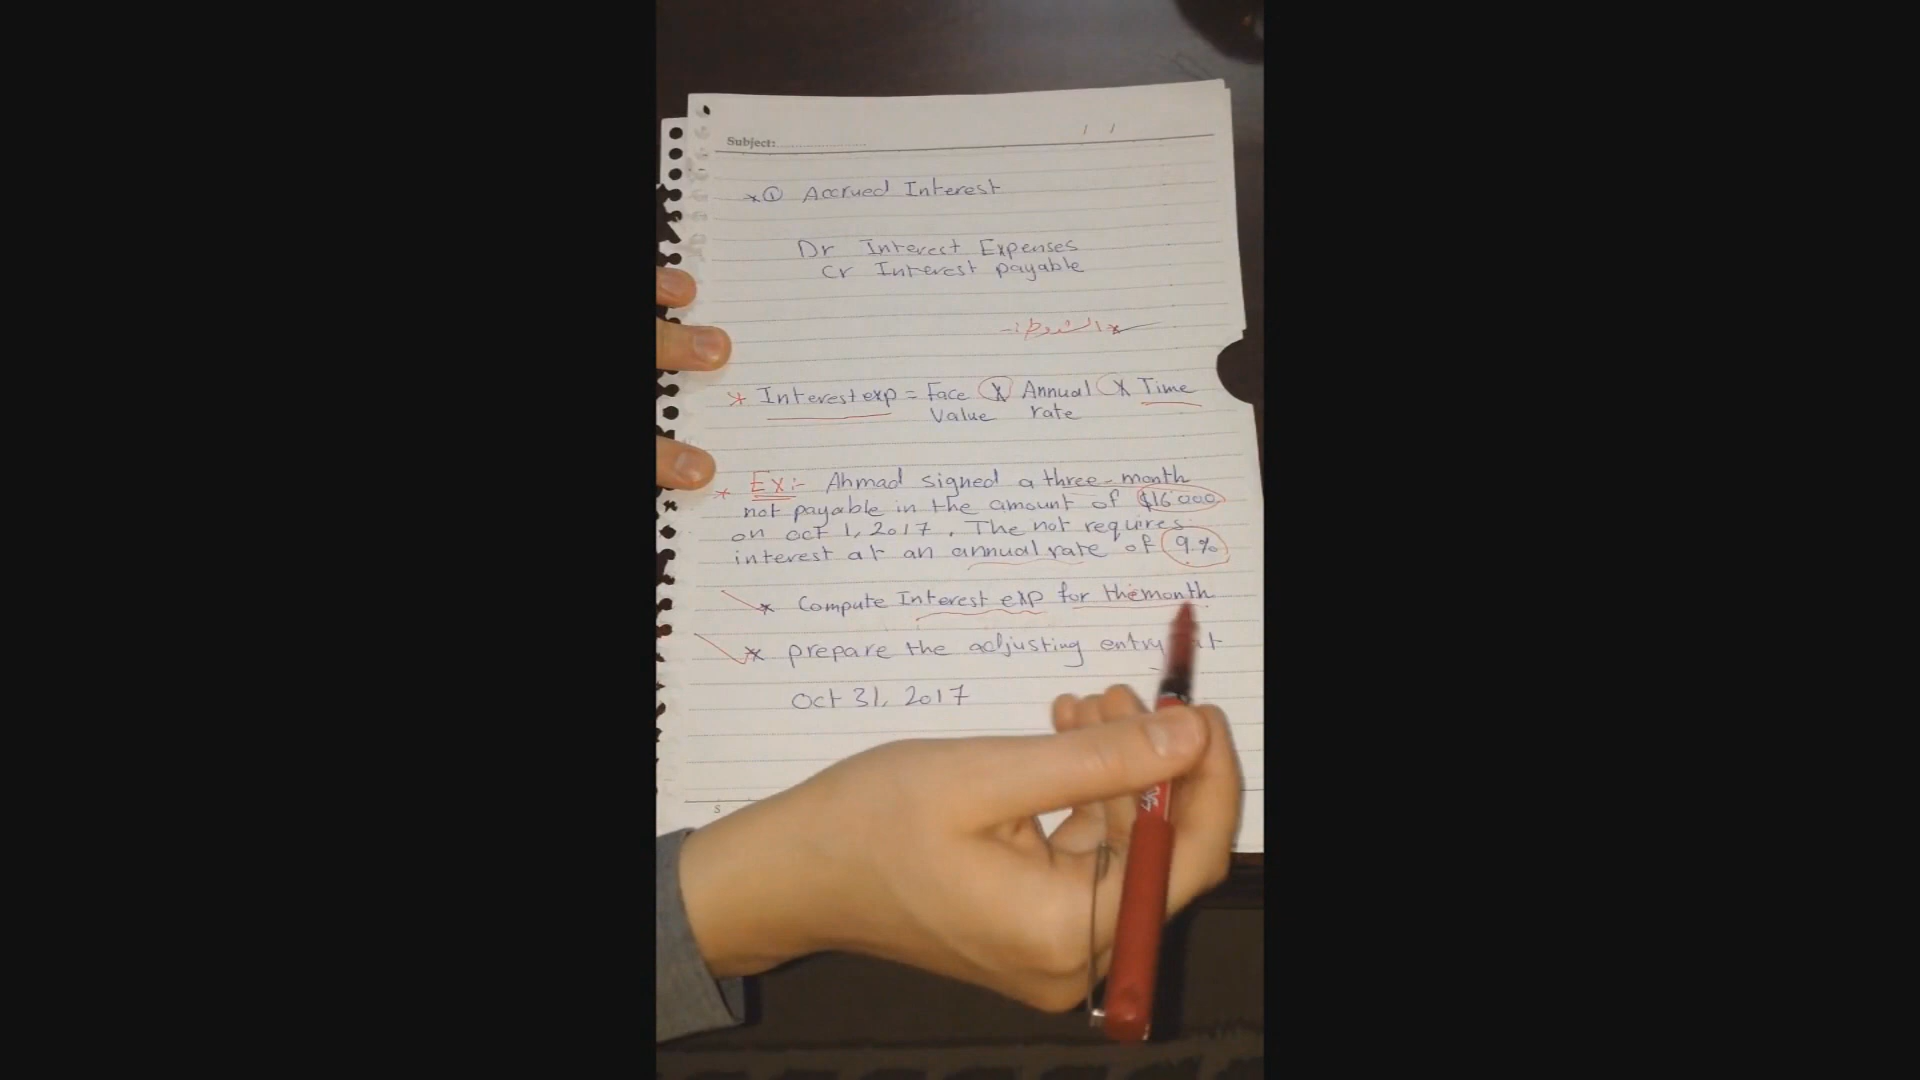 Subject: / /
* ① Accrued Interest
Dr Interest Expenses
Cr Interest payable
* الشروط :-
* Interest exp = Face X Annual X Time
Value rate
* Ex:- Ahmad signed a three-month
not payable in the amount of $16000
on oct 1, 2017. The not requires
interest at an annual rate of 9%
* Compute Interest exp for the month
* prepare the adjusting entry at
Oct 31, 2017
S